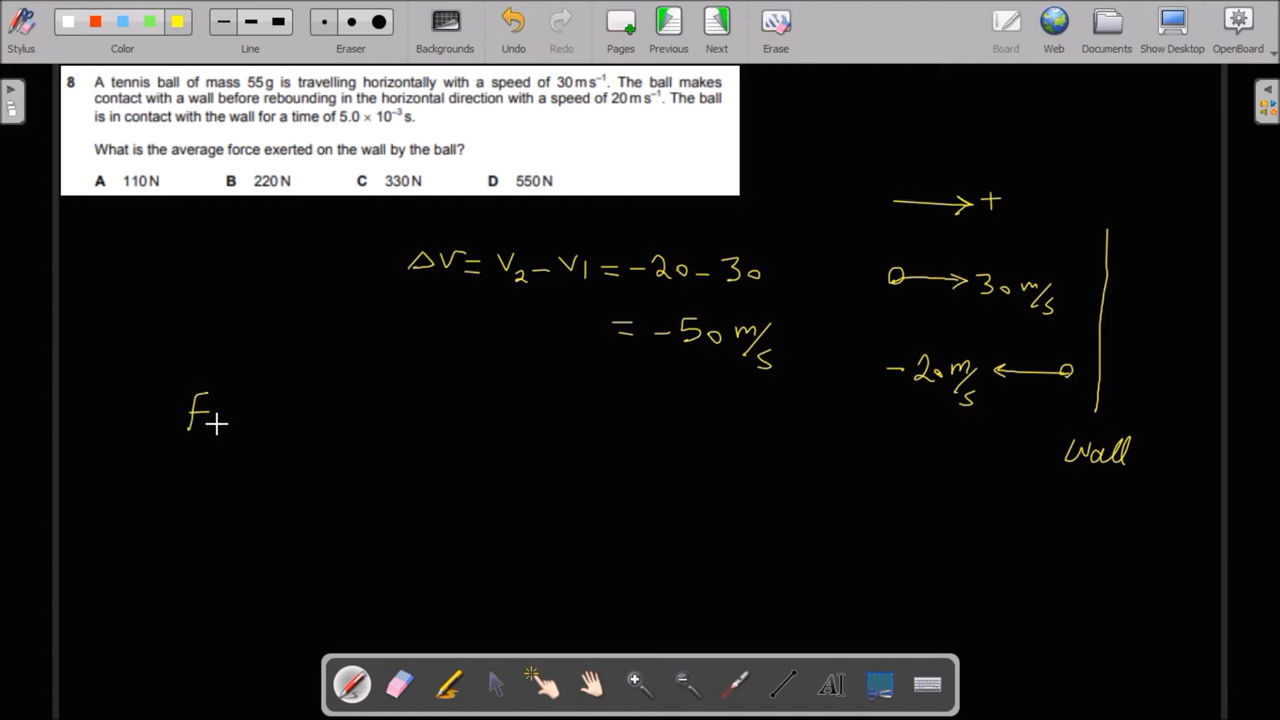 Stylus
Color
Line
Eraser
Backgrounds
Undo
Redo
Pages
Previous
Next
Erase
Board
Web
Documents
Show Desktop
OpenBoard
8 A tennis ball of mass 55 g is travelling horizontally with a speed of 30 m s⁻¹. The ball makes
contact with a wall before rebounding in the horizontal direction with a speed of 20 m s⁻¹. The ball
is in contact with the wall for a time of 5.0 × 10⁻³ s.
What is the average force exerted on the wall by the ball?
A 110 N B 220 N C 330 N D 550 N
+
ΔV = V₂ - V₁ = -20 - 30
30 m/s
= -50 m/s
-20 m/s
F
Wall
AI